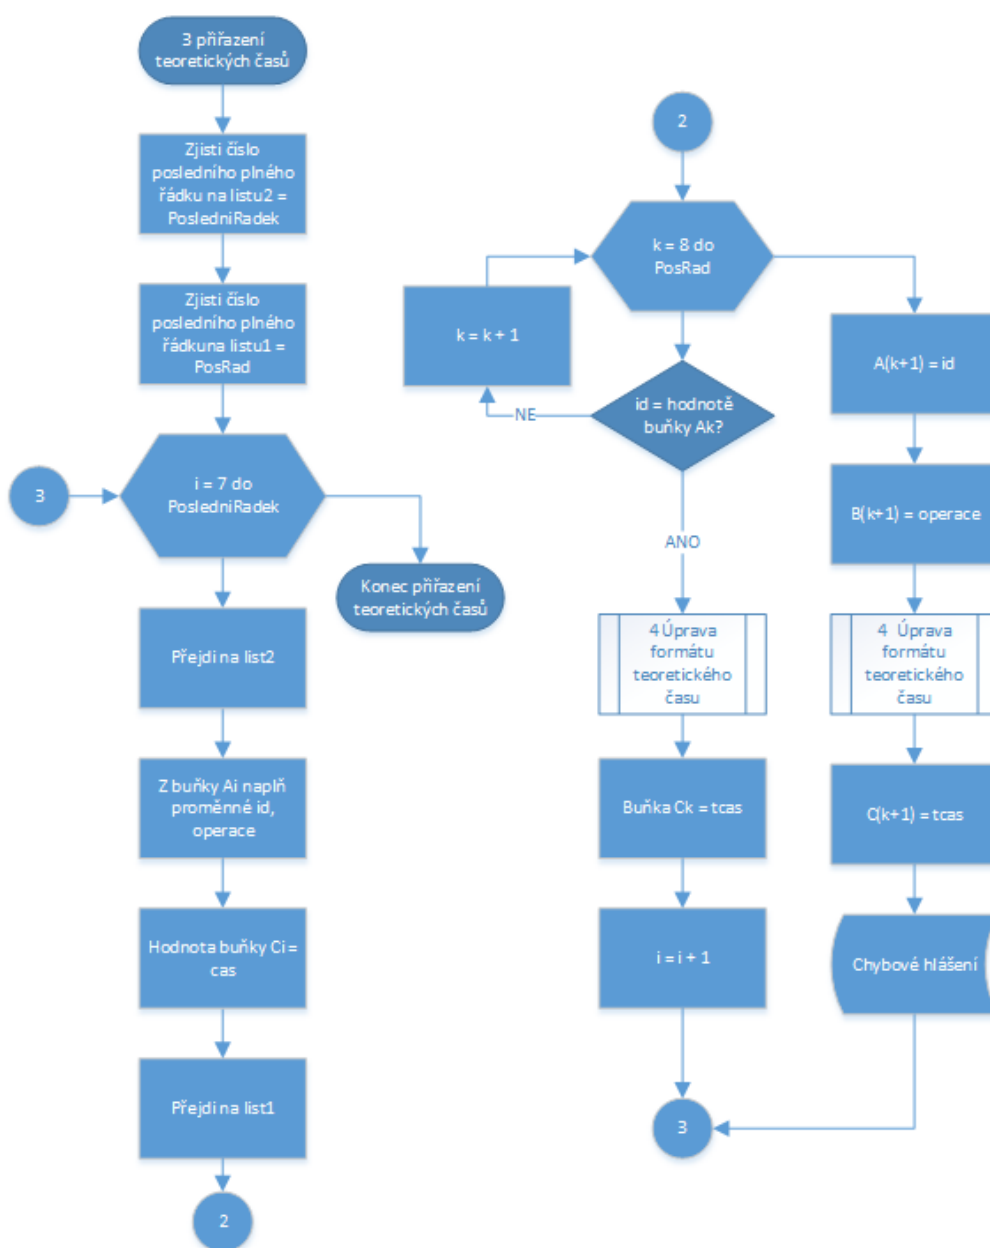 3 přiřazení
teoretických časů
Zjisti číslo
posledního plného
řádku na listu2 =
PosledniRadek
Zjisti číslo
posledního plného
řádkuna listu1 =
PosRad
3
i = 7 do
PosledniRadek
Konec přiřazení
teoretických časů
Přejdi na list2
Z buňky Ai naplň
proměnné id,
operace
Hodnota buňky Ci =
cas
Přejdi na list1
2
2
k = 8 do
PosRad
k = k + 1
NE
id = hodnotě
buňky Ak?
ANO
4 Úprava
formátu
teoretického
času
Buňka Ck = tcas
i = i + 1
3
A(k+1) = id
B(k+1) = operace
4 Úprava
formátu
teoretického
času
C(k+1) = tcas
Chybové hlášení